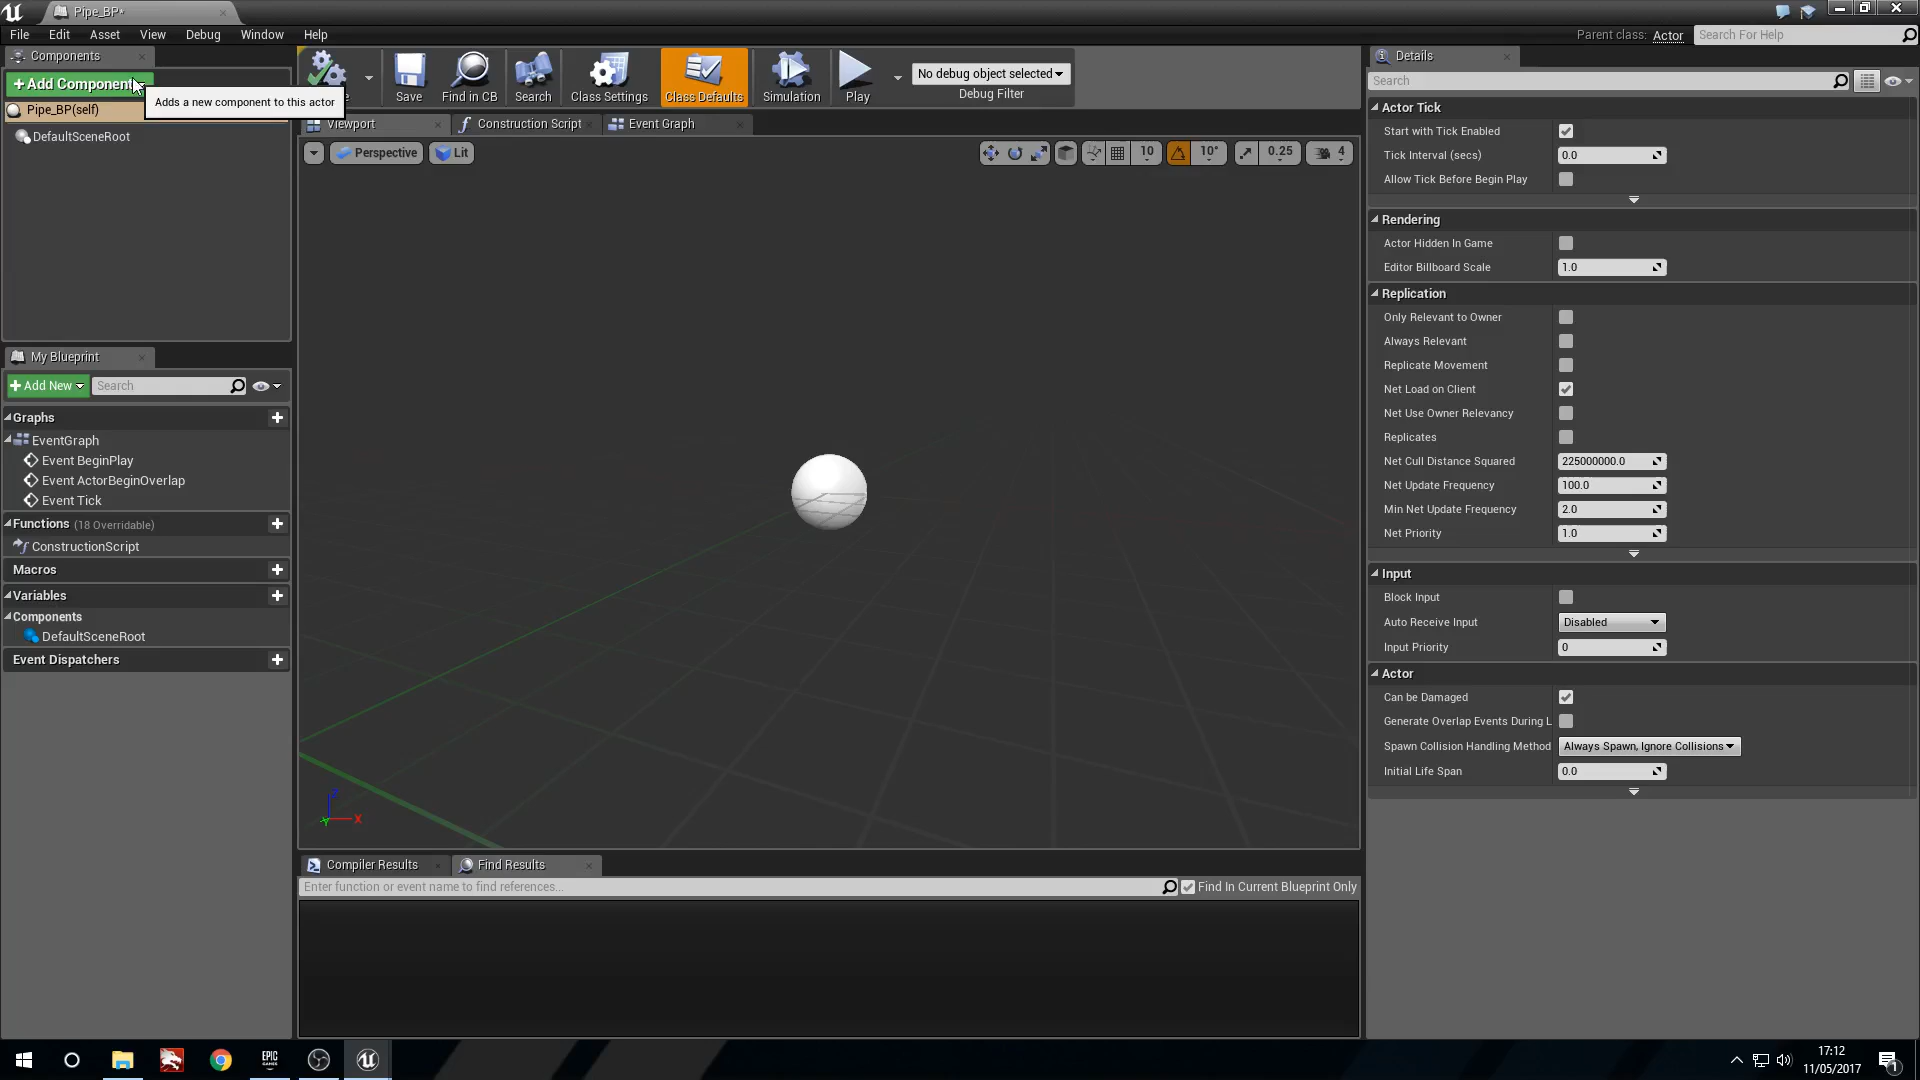 Pipe_BP*
File Edit Asset View Debug Window Help
Parent class: Actor
Search For Help
Components
+Add Component
Adds a new component to this actor
Pipe_BP(self)
DefaultSceneRoot
Save
Find in CB
Search
Class Settings
Class Defaults
Simulation
Play
No debug object selected
Debug Filter
Viewport
Construction Script
Event Graph
Perspective
Lit
10
10°
0.25
4
My Blueprint
+Add New
Search
Graphs
EventGraph
Event BeginPlay
Event ActorBeginOverlap
Event Tick
Functions (18 Overridable)
ConstructionScript
Macros
Variables
Components
DefaultSceneRoot
Event Dispatchers
Z
X
Y
Compiler Results
Find Results
Enter function or event name to find references...
Find In Current Blueprint Only
Details
Search
Actor Tick
Start with Tick Enabled
Tick Interval (secs) 0.0
Allow Tick Before Begin Play
Rendering
Actor Hidden In Game
Editor Billboard Scale 1.0
Replication
Only Relevant to Owner
Always Relevant
Replicate Movement
Net Load on Client
Net Use Owner Relevancy
Replicates
Net Cull Distance Squared 225000000.0
Net Update Frequency 100.0
Min Net Update Frequency 2.0
Net Priority 1.0
Input
Block Input
Auto Receive Input Disabled
Input Priority 0
Actor
Can be Damaged
Generate Overlap Events During L
Spawn Collision Handling Method Always Spawn, Ignore Collisions
Initial Life Span 0.0
EPIC
GAMES
17:12
11/05/2017
1